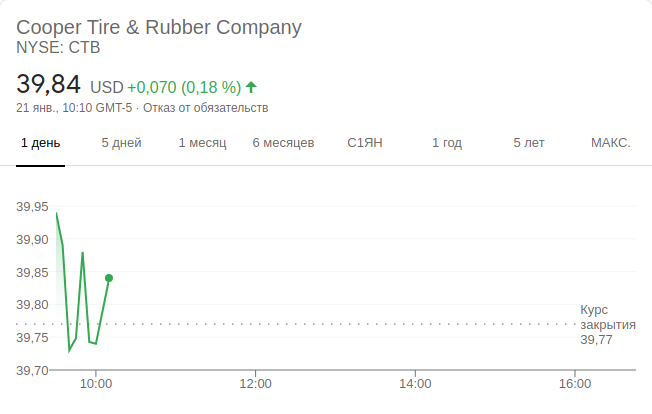 Cooper Tire & Rubber Company
NYSE: CTB
39,84 USD +0,070 (0,18 %)
21 янв., 10:10 GMT-5 · Отказ от обязательств
1 день 5 дней 1 месяц 6 месяцев С1ЯН 1 год 5 лет МАКС.
39,95
39,90
39,85
39,80
39,75
39,70
Курс
закрытия
39,77
10:00 12:00 14:00 16:00